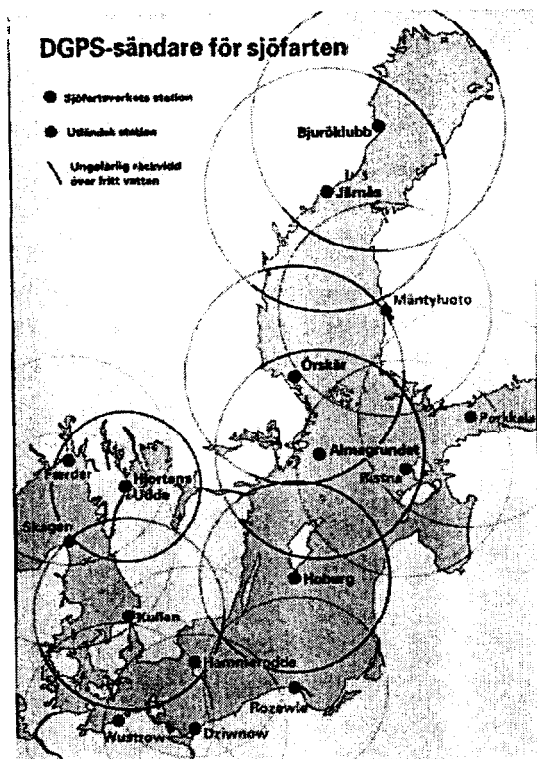 DGPS-sändare för sjöfarten
Sjöfartsverkets station
Utländsk station
Ungefärlig räckvidd
över fritt vatten
Bjuröklubb
Järnäs
Mäntyluoto
Örskär
Porkkala
Almagrundet
Ristna
Færder
Hjortens
Udde
Skagen
Hoburg
Kullen
Hammerodde
Rozewie
Wustrow
Dziwnow